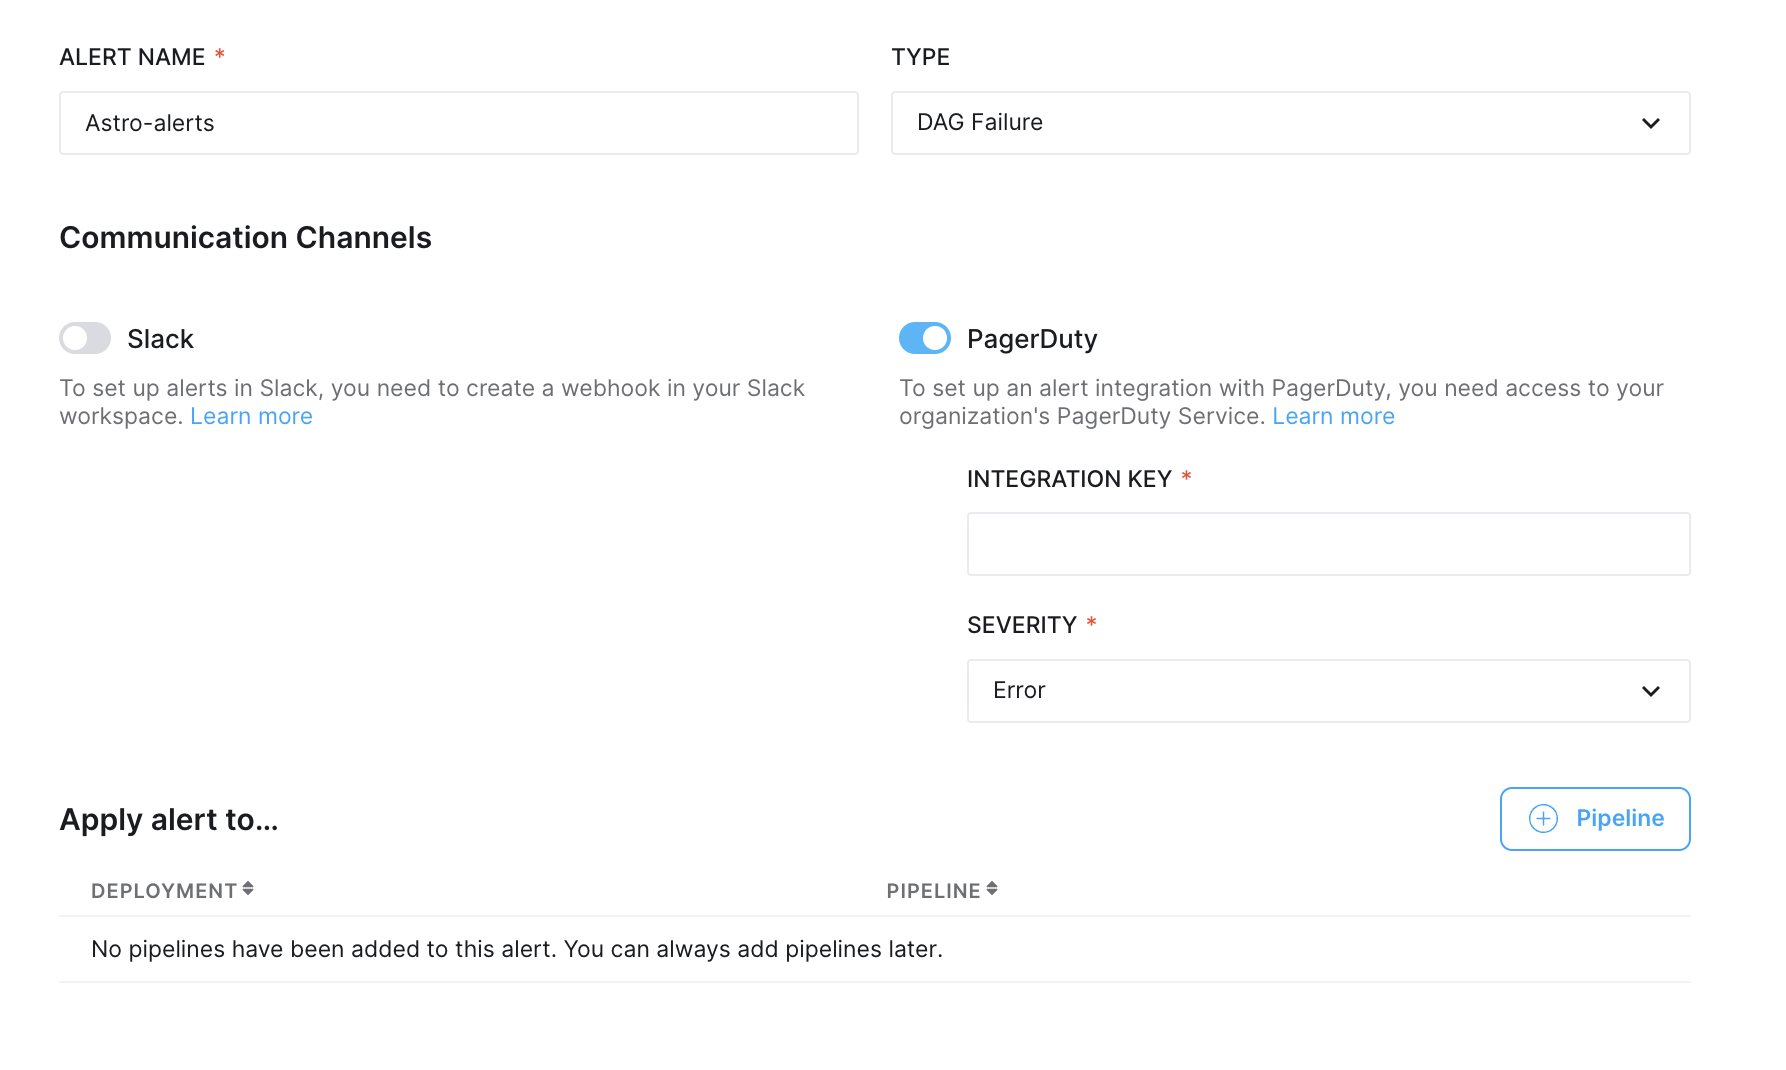 ALERT NAME *
TYPE
Astro-alerts
DAG Failure
Communication Channels
Slack
To set up alerts in Slack, you need to create a webhook in your Slack
workspace. Learn more
PagerDuty
To set up an alert integration with PagerDuty, you need access to your
organization's PagerDuty Service. Learn more
INTEGRATION KEY *
SEVERITY *
Error
Apply alert to...
Pipeline
DEPLOYMENT
PIPELINE
No pipelines have been added to this alert. You can always add pipelines later.